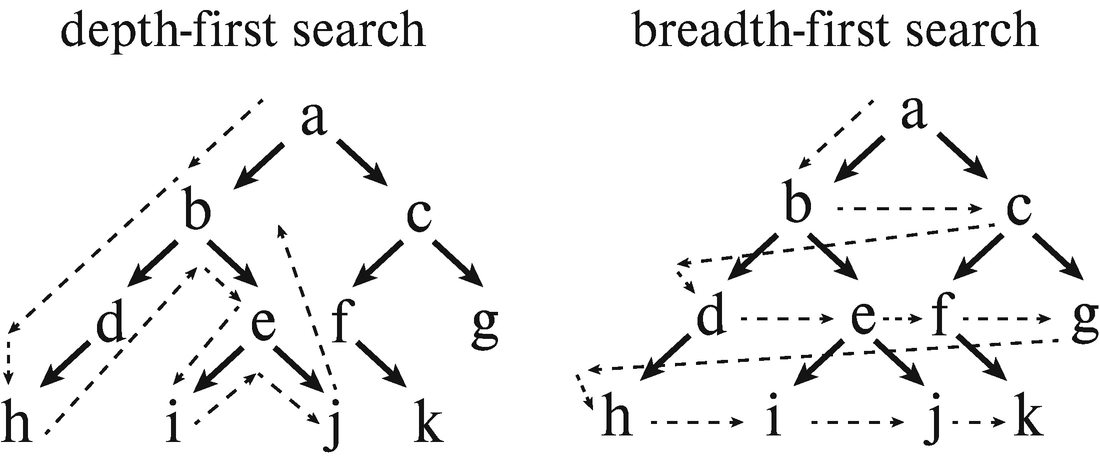 depth-first search
breadth-first search
a
b c
d e f g
h i j k
a
b c
d e f g
h i j k